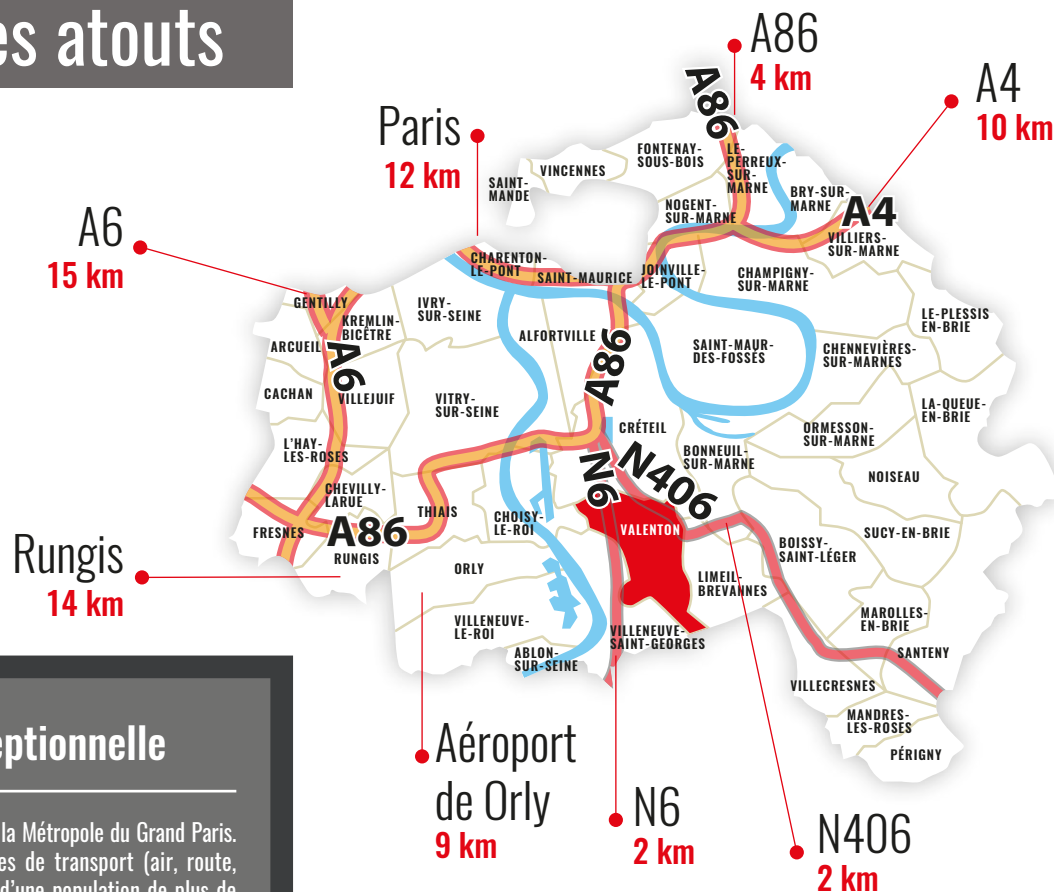 es atouts
A86
4 km
A4
10 km
Paris
12 km
A6
15 km
Rungis
14 km
Aéroport
de Orly
9 km
N6
2 km
N406
2 km
A86
A4
A6
A86
A86
N6
N406
FONTENAY-
SOUS-BOIS
LE-
PERREUX-
SUR-
MARNE
VINCENNES
SAINT-
MANDE
BRY-SUR-
MARNE
NOGENT-
SUR-MARNE
VILLIERS-
SUR-MARNE
CHARENTON-
LE-PONT
SAINT-MAURICE
JOINVILLE-
LE-PONT
CHAMPIGNY-
SUR-MARNE
GENTILLY
KREMLIN-
BICÊTRE
IVRY-
SUR-SEINE
ALFORTVILLE
LE-PLESSIS
EN-BRIE
ARCUEIL
SAINT-MAUR-
DES-FOSSÉS
CHENNEVIÈRES-
SUR-MARNES
CACHAN
VILLEJUIF
VITRY-
SUR-SEINE
LA-QUEUE-
EN-BRIE
CRÉTEIL
ORMESSON-
SUR-MARNE
L'HAY-
LES-ROSES
BONNEUIL-
SUR-MARNE
NOISEAU
CHEVILLY-
LARUE
THIAIS
CHOISY-
LE-ROI
VALENTON
FRESNES
RUNGIS
BOISSY-
SAINT-LÉGER
SUCY-EN-BRIE
ORLY
LIMEIL-
BREVANNES
VILLENEUVE-
LE-ROI
VILLENEUVE-
SAINT-GEORGES
MAROLLES-
EN-BRIE
ABLON-
SUR-SEINE
SANTENY
VILLECRESNES
MANDRES-
LES-ROSES
PÉRIGNY
eptionnelle
la Métropole du Grand Paris.
es de transport (air, route,
d'une population de plus de